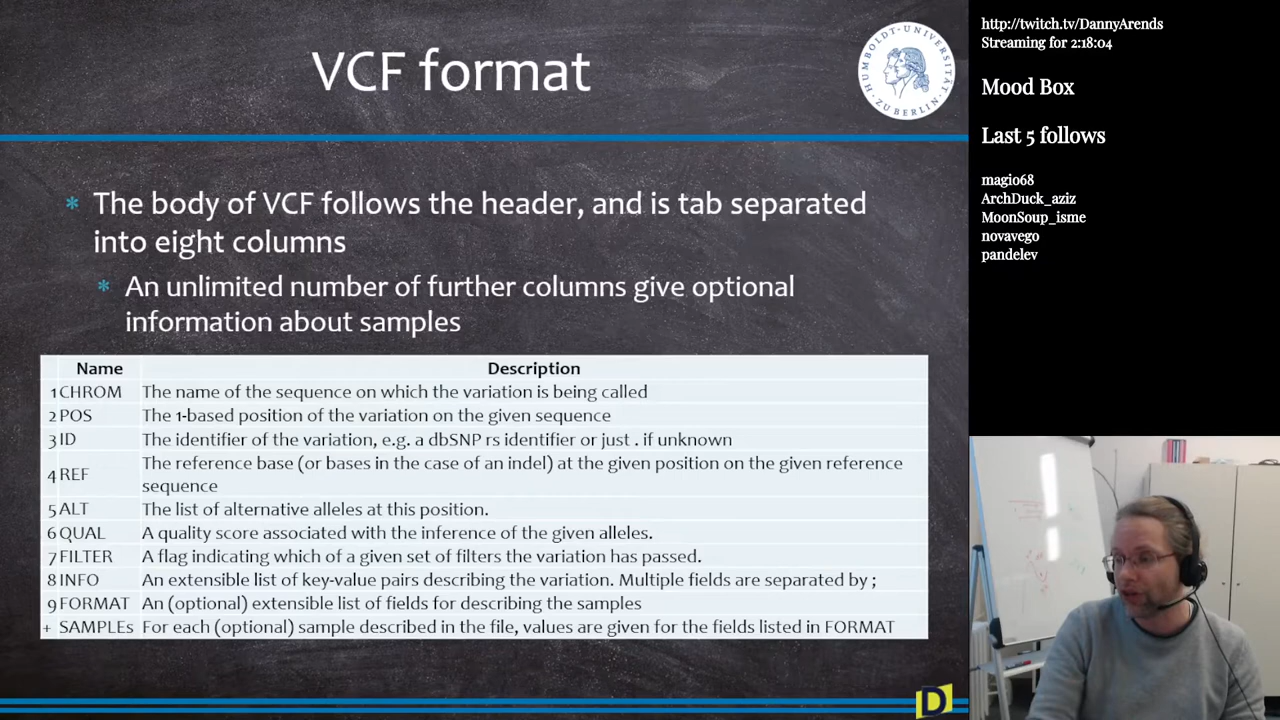 VCF format
HUMBOLDT-UNIVERSITÄT
ZU BERLIN
* The body of VCF follows the header, and is tab separated
into eight columns
* An unlimited number of further columns give optional
information about samples
Name Description
1 CHROM The name of the sequence on which the variation is being called
2 POS The 1-based position of the variation on the given sequence
3 ID The identifier of the variation, e.g. a dbSNP rs identifier or just . if unknown
4 REF The reference base (or bases in the case of an indel) at the given position on the given reference
sequence
5 ALT The list of alternative alleles at this position.
6 QUAL A quality score associated with the inference of the given alleles.
7 FILTER A flag indicating which of a given set of filters the variation has passed.
8 INFO An extensible list of key-value pairs describing the variation. Multiple fields are separated by ;
9 FORMAT An (optional) extensible list of fields for describing the samples
+ SAMPLEs For each (optional) sample described in the file, values are given for the fields listed in FORMAT
D
http://twitch.tv/DannyArends
Streaming for 2:18:04
Mood Box
Last 5 follows
magio68
ArchDuck_aziz
MoonSoup_isme
novavego
pandelev